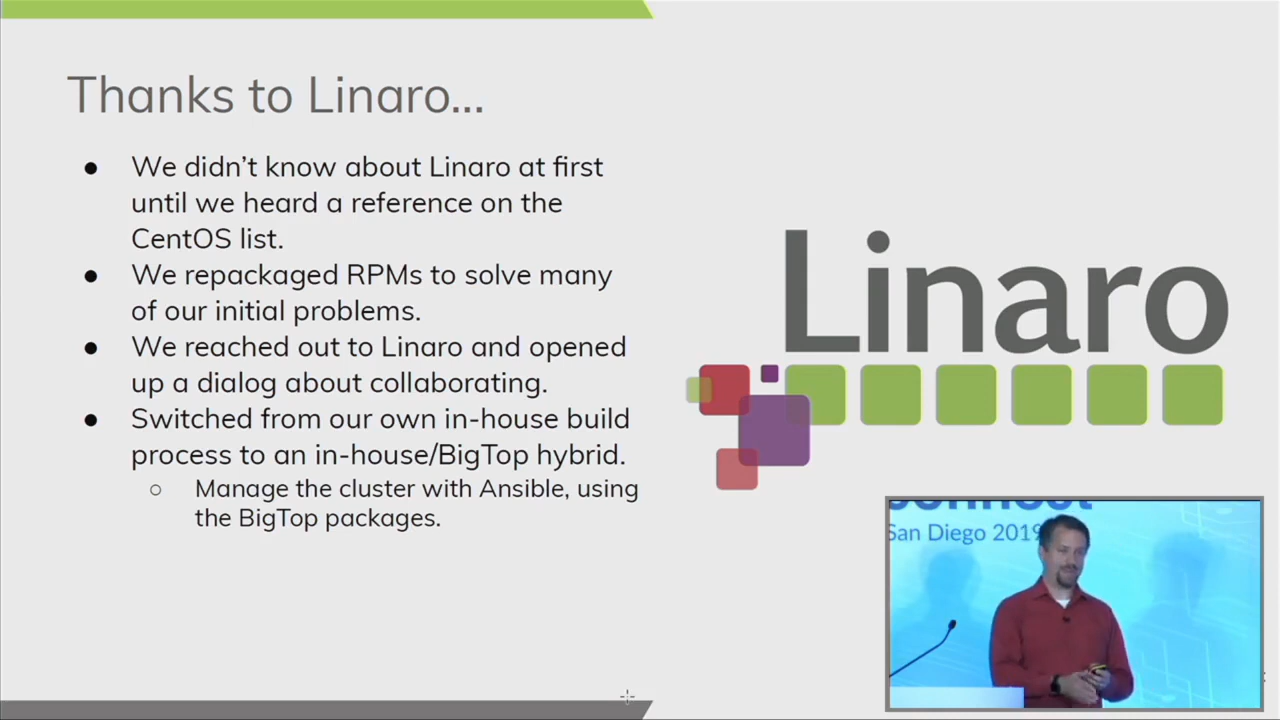 Thanks to Linaro...
● We didn't know about Linaro at first
until we heard a reference on the
CentOS list.
● We repackaged RPMs to solve many
of our initial problems.
● We reached out to Linaro and opened
up a dialog about collaborating.
● Switched from our own in-house build
process to an in-house/BigTop hybrid.
○ Manage the cluster with Ansible, using
the BigTop packages.
Linaro
connect
San Diego 2019